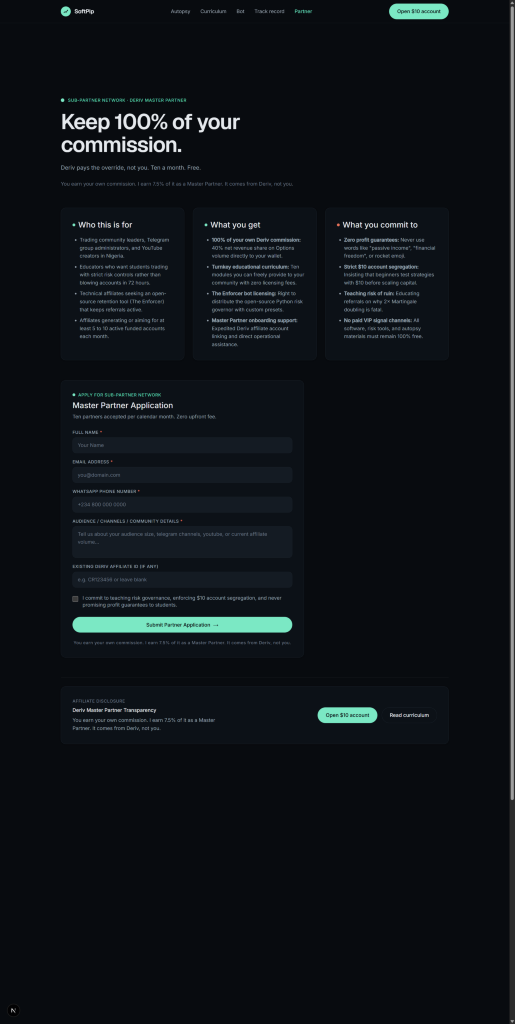 SoftPip
Autopsy
Curriculum
Bot
Track record
Partner
Open $10 account
SUB-PARTNER NETWORK · DERIV MASTER PARTNER
Keep 100% of your
commission.
Deriv pays the override, not you. Ten a month. Free.
You earn your own commission. I earn 7.5% of it as a Master Partner. It comes from Deriv, not you.
Who this is for
• Trading community leaders, Telegram
group administrators, and YouTube
creators in Nigeria.
• Educators who want students trading
with strict risk controls rather than
blowing accounts in 72 hours.
• Technical affiliates seeking an open-
source retention tool (The Enforcer)
that keeps referrals active.
• Affiliates generating or aiming for at
least 5 to 10 active funded accounts
each month.
What you get
• 100% of your own Deriv commission:
40% net revenue share on Options
volume directly to your wallet.
• Turnkey educational curriculum: Ten
modules you can freely provide to your
community with zero licensing fees.
• The Enforcer bot licensing: Right to
distribute the open-source Python risk
governor with custom presets.
• Master Partner onboarding support:
Expedited Deriv affiliate account
linking and direct operational
assistance.
What you commit to
• Zero profit guarantees: Never use
words like "passive income", "financial
freedom", or rocket emoji.
• Strict $10 account segregation:
Insisting that beginners test strategies
with $10 before scaling capital.
• Teaching risk of ruin: Educating
referrals on why 2× Martingale
doubling is fatal.
• No paid VIP signal channels: All
software, risk tools, and autopsy
materials must remain 100% free.
APPLY FOR SUB-PARTNER NETWORK
Master Partner Application
Ten partners accepted per calendar month. Zero upfront fee.
FULL NAME *
Your Name
EMAIL ADDRESS *
you@domain.com
WHATSAPP PHONE NUMBER *
+234 800 000 0000
AUDIENCE / CHANNELS / COMMUNITY DETAILS *
Tell us about your audience size, telegram channels, youtube, or current affiliate
volume...
EXISTING DERIV AFFILIATE ID (IF ANY)
e.g. CR123456 or leave blank
I commit to teaching risk governance, enforcing $10 account segregation, and never
promising profit guarantees to students.
Submit Partner Application →
You earn your own commission. I earn 7.5% of it as a Master Partner. It comes from Deriv, not you.
AFFILIATE DISCLOSURE
Deriv Master Partner Transparency
You earn your own commission. I earn 7.5% of it as a Master
Partner. It comes from Deriv, not you.
Open $10 account
Read curriculum
N